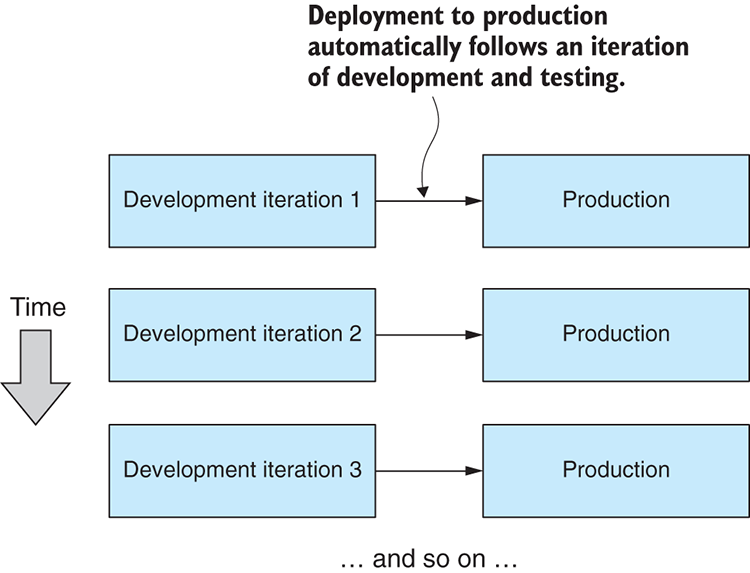 Deployment to production
automatically follows an iteration
of development and testing.
Development iteration 1
Production
Time
Development iteration 2
Production
Development iteration 3
Production
… and so on …